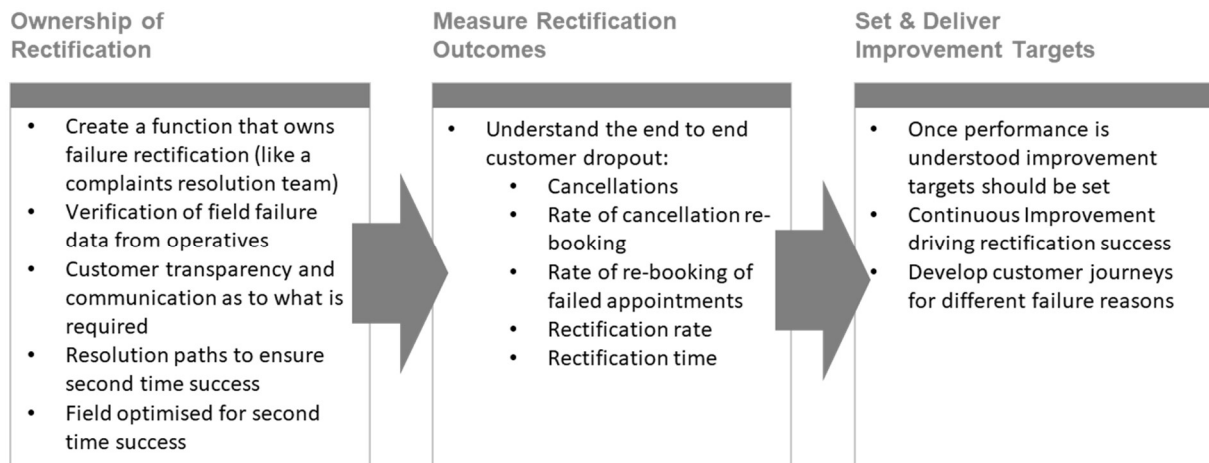 Ownership of
Rectification
• Create a function that owns
failure rectification (like a
complaints resolution team)
• Verification of field failure
data from operatives
• Customer transparency and
communication as to what is
required
• Resolution paths to ensure
second time success
• Field optimised for second
time success
Measure Rectification
Outcomes
• Understand the end to end
customer dropout:
• Cancellations
• Rate of cancellation re-
booking
• Rate of re-booking of
failed appointments
• Rectification rate
• Rectification time
Set & Deliver
Improvement Targets
• Once performance is
understood improvement
targets should be set
• Continuous Improvement
driving rectification success
• Develop customer journeys
for different failure reasons